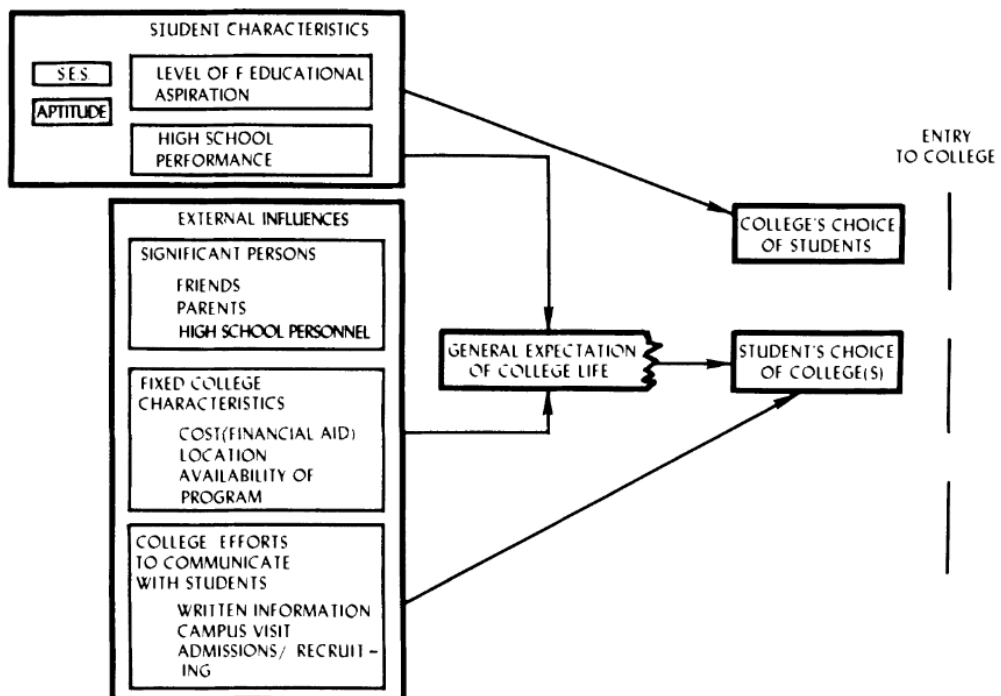 STUDENT CHARACTERISTICS
S.E.S.
APTITUDE
LEVEL OF F EDUCATIONAL
ASPIRATION
HIGH SCHOOL
PERFORMANCE
EXTERNAL INFLUENCES
SIGNIFICANT PERSONS
FRIENDS
PARENTS
HIGH SCHOOL PERSONNEL
FIXED COLLEGE
CHARACTERISTICS
COST(FINANCIAL AID)
LOCATION
AVAILABILITY OF
PROGRAM
COLLEGE EFFORTS
TO COMMUNICATE
WITH STUDENTS
WRITTEN INFORMATION
CAMPUS VISIT
ADMISSIONS/ RECRUIT-
ING
GENERAL EXPECTATION
OF COLLEGE LIFE
COLLEGE'S CHOICE
OF STUDENTS
STUDENT'S CHOICE
OF COLLEGE(S)
ENTRY
TO COLLEGE